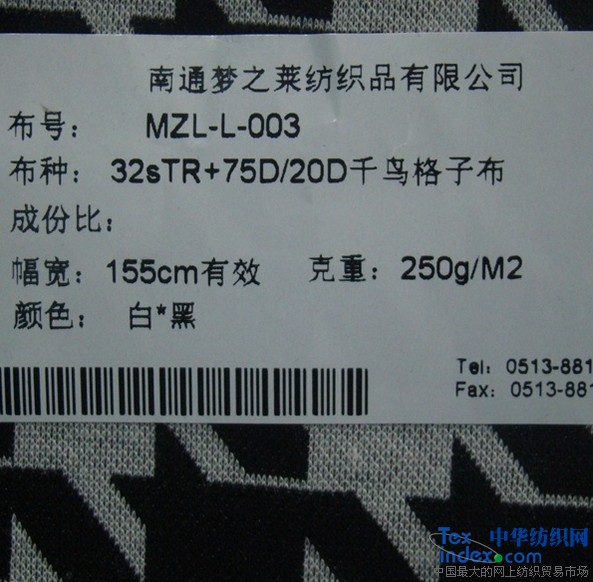 南通梦之莱纺织品有限公司
布号： MZL-L-003
布种： 32sTR+75D/20D千鸟格子布
成份比：
幅宽：155cm有效 克重：250g/M2
颜色： 白*黑
Tel： 0513-881
Fax： 0513-881
Tex 中华纺织网
index.com
中国最大的网上纺织贸易市场